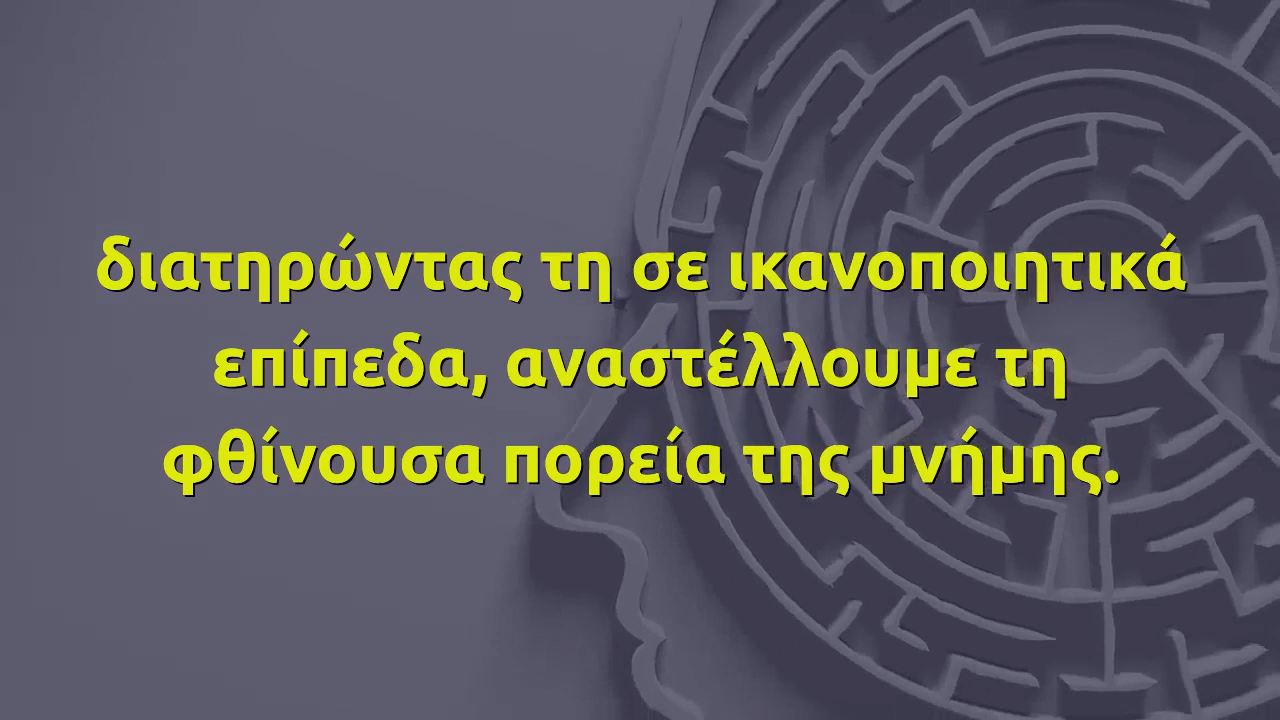 διατηρώντας τη σε ικανοποιητικά
επίπεδα, αναστέλλουμε τη
φθίνουσα πορεία της μνήμης.